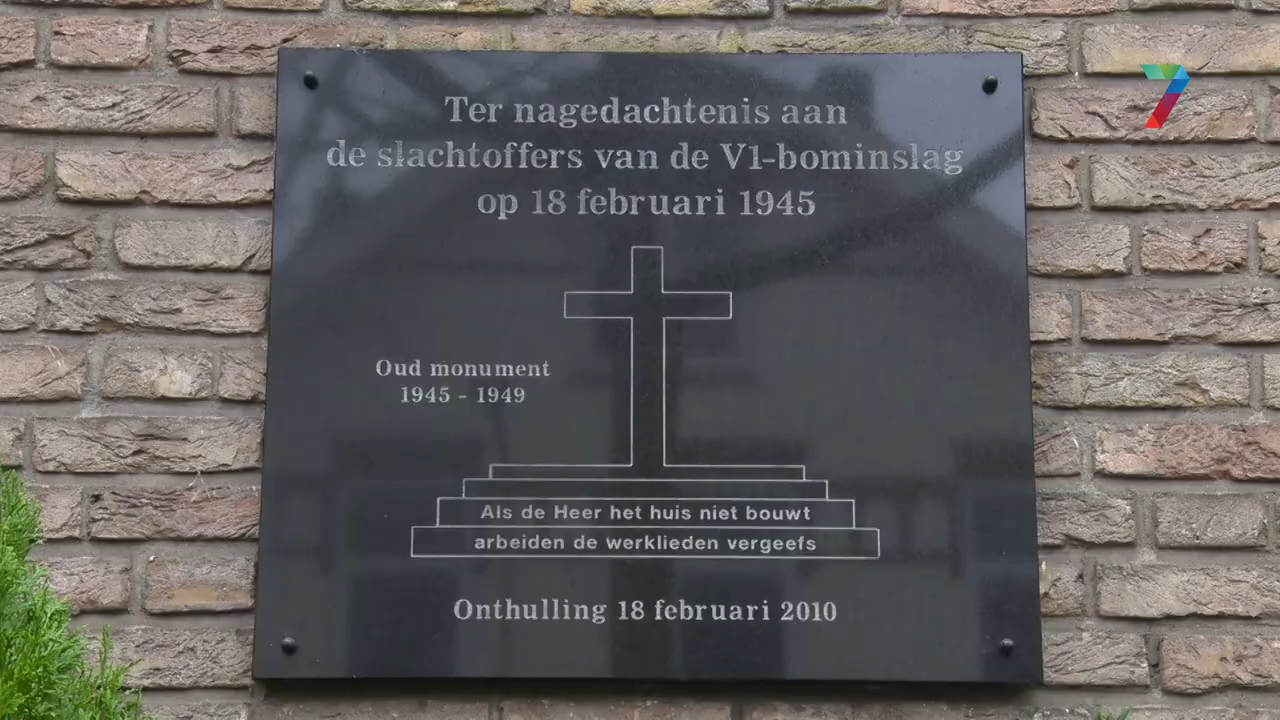 7
Ter nagedachtenis aan
de slachtoffers van de V1-bominslag
op 18 februari 1945
Oud monument
1945 - 1949
Als de Heer het huis niet bouwt
arbeiden de werklieden vergeefs
Onthulling 18 februari 2010